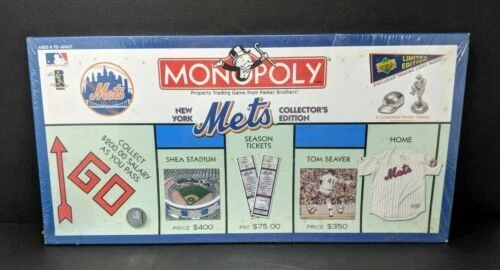 AGES 8 TO ADULT
Mets
MONOPOLY
Property Trading Game from Parker Brothers
UPPER DECK
LIMITED EDITION
NEW YORK
Mets
COLLECTOR'S EDITION
COLLECT
$200.00 SALARY
AS YOU PASS
GO
SHEA STADIUM
PRICE $400
SEASON
TICKETS
PAY $75.00
TOM SEAVER
PRICE $350
HOME
Mets